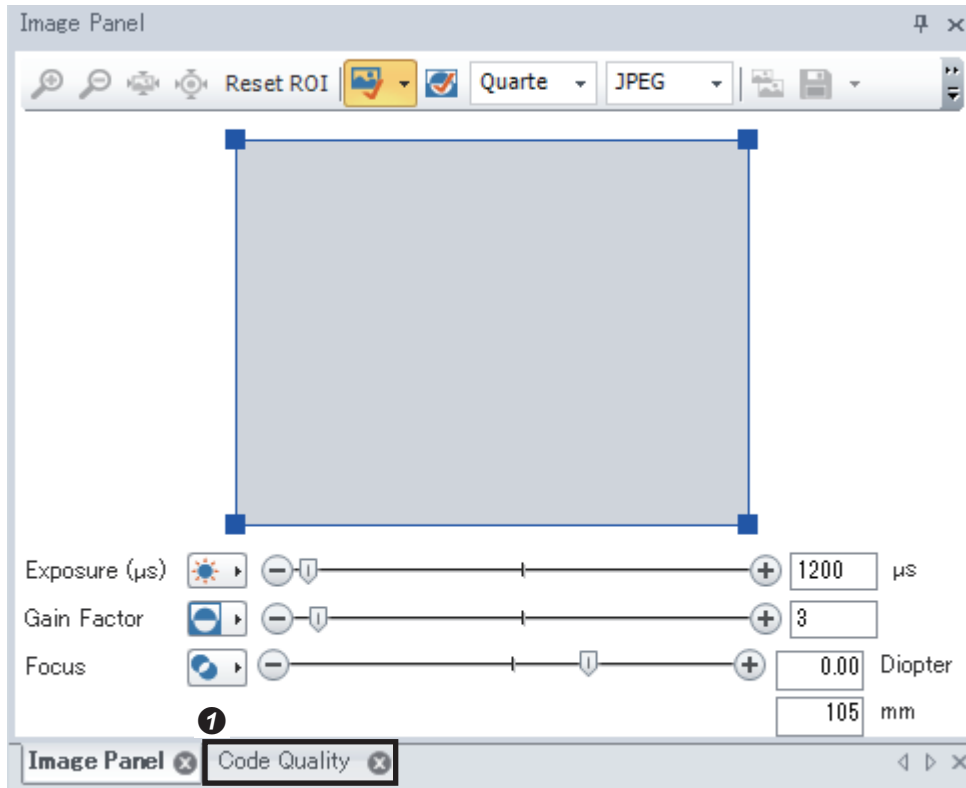 Image Panel
Reset ROI Quarte JPEG
Exposure (μs) 1200 μs
Gain Factor 3
Focus 0.00 Diopter
105 mm
1
Image Panel Code Quality